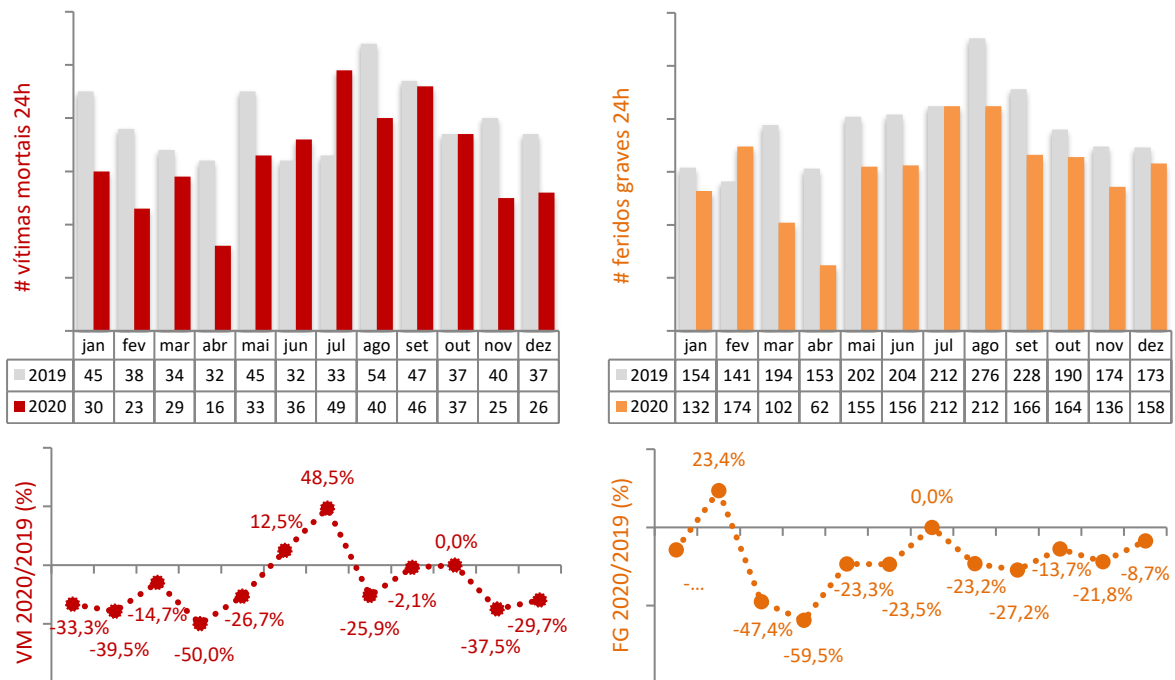 # vítimas mortais 24h
jan fev mar abr mai jun jul ago set out nov dez
2019 45 38 34 32 45 32 33 54 47 37 40 37
2020 30 23 29 16 33 36 49 40 46 37 25 26
# feridos graves 24h
jan fev mar abr mai jun jul ago set out nov dez
2019 154 141 194 153 202 204 212 276 228 190 174 173
2020 132 174 102 62 155 156 212 212 166 164 136 158
VM 2020/2019 (%)
-33,3%
-39,5%
-14,7%
-50,0%
-26,7%
12,5%
48,5%
-25,9%
-2,1%
0,0%
-37,5%
-29,7%
FG 2020/2019 (%)
-...
23,4%
-47,4%
-59,5%
-23,3%
-23,5%
0,0%
-23,2%
-27,2%
-13,7%
-21,8%
-8,7%